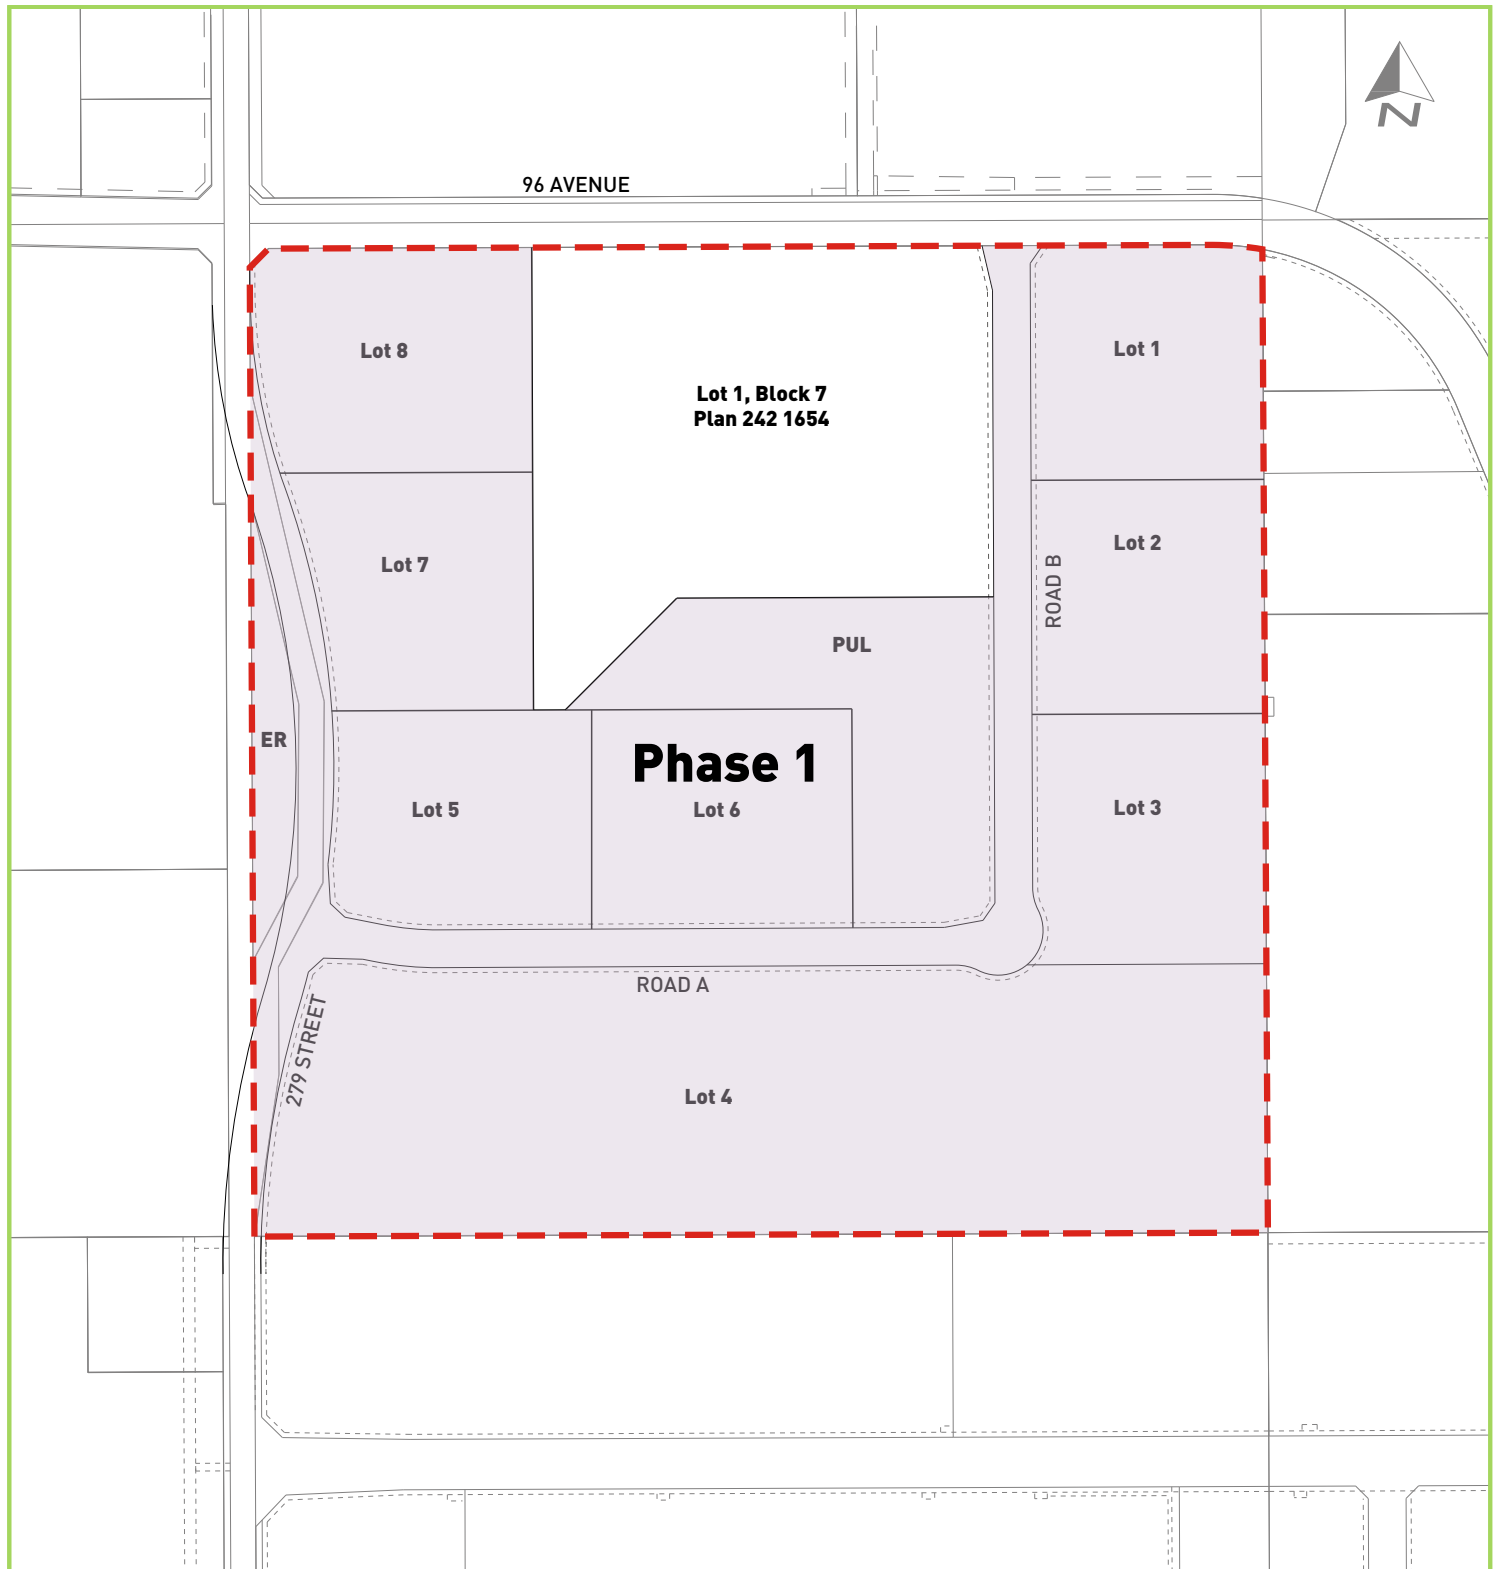 N
96 AVENUE
Lot 8
Lot 1
Lot 1, Block 7
Plan 242 1654
Lot 2
Lot 7
ROAD B
PUL
ER
Phase 1
Lot 5
Lot 6
Lot 3
ROAD A
279 STREET
Lot 4